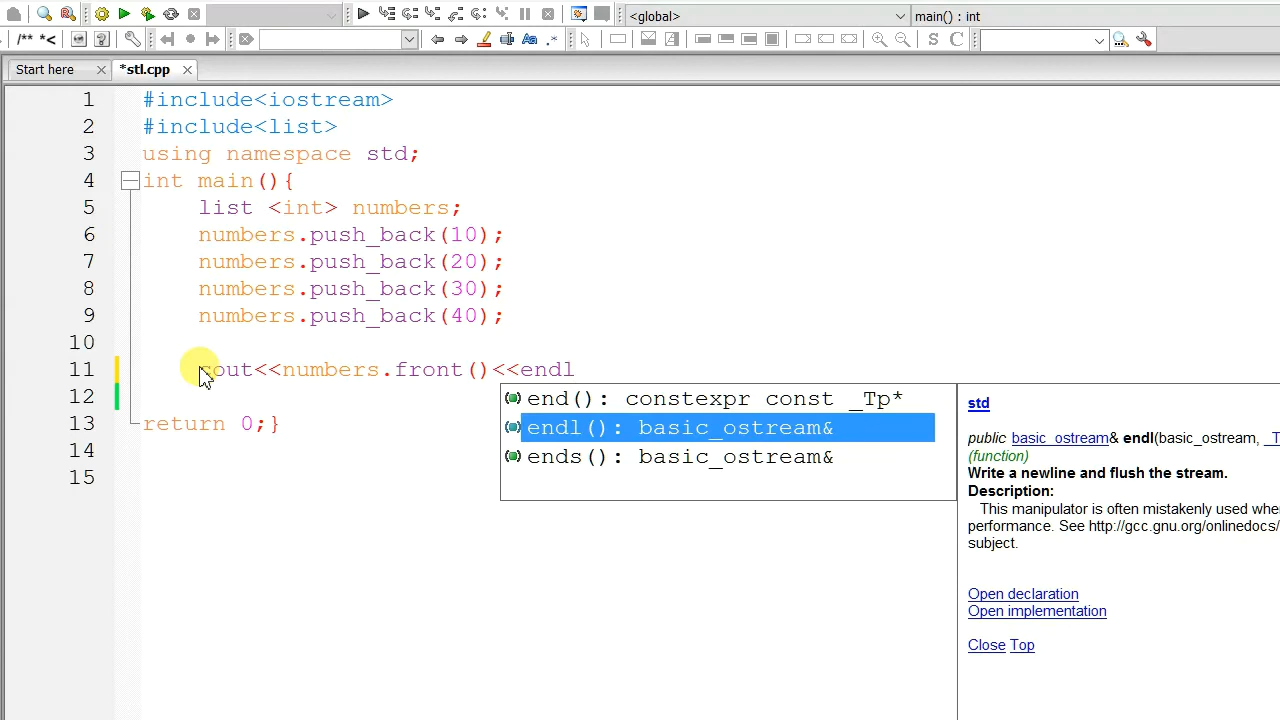 <global>
main() : int
/** *<
Aa .*
S C
Start here
*stl.cpp
1 #include<iostream>
2 #include<list>
3 using namespace std;
4 int main(){
5 list <int> numbers;
6 numbers.push_back(10);
7 numbers.push_back(20);
8 numbers.push_back(30);
9 numbers.push_back(40);
10
11 cout<<numbers.front()<<endl
12
13 return 0;}
14
15
end(): constexpr const _Tp*
endl(): basic_ostream&
ends(): basic_ostream&
std
public basic_ostream& endl(basic_ostream, _T
(function)
Write a newline and flush the stream.
Description:
This manipulator is often mistakenly used whe
performance. See http://gcc.gnu.org/onlinedocs/
subject.
Open declaration
Open implementation
Close Top